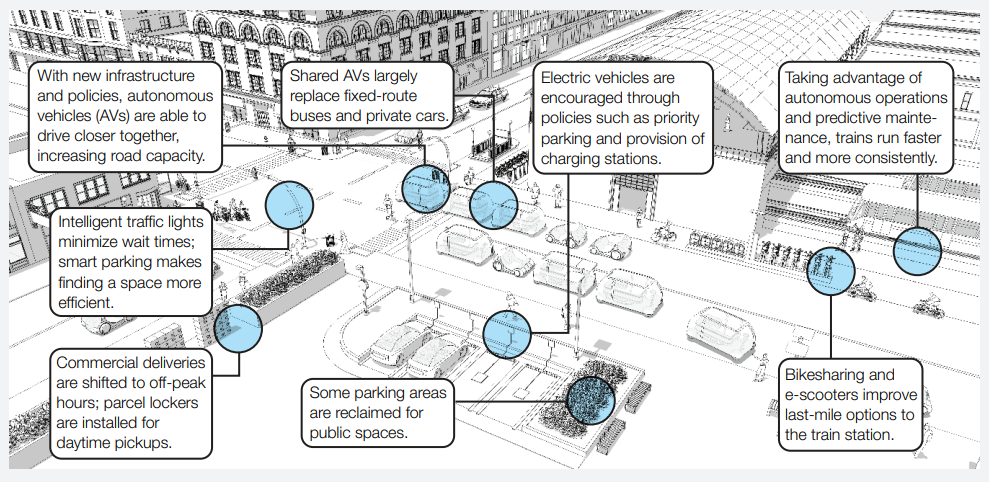 With new infrastructure
and policies, autonomous
vehicles (AVs) are able to
drive closer together,
increasing road capacity.
Shared AVs largely
replace fixed-route
buses and private cars.
Electric vehicles are
encouraged through
policies such as priority
parking and provision of
charging stations.
Taking advantage of
autonomous operations
and predictive mainte-
nance, trains run faster
and more consistently.
Intelligent traffic lights
minimize wait times;
smart parking makes
finding a space more
efficient.
Commercial deliveries
are shifted to off-peak
hours; parcel lockers
are installed for
daytime pickups.
Some parking areas
are reclaimed for
public spaces.
Bikesharing and
e-scooters improve
last-mile options to
the train station.